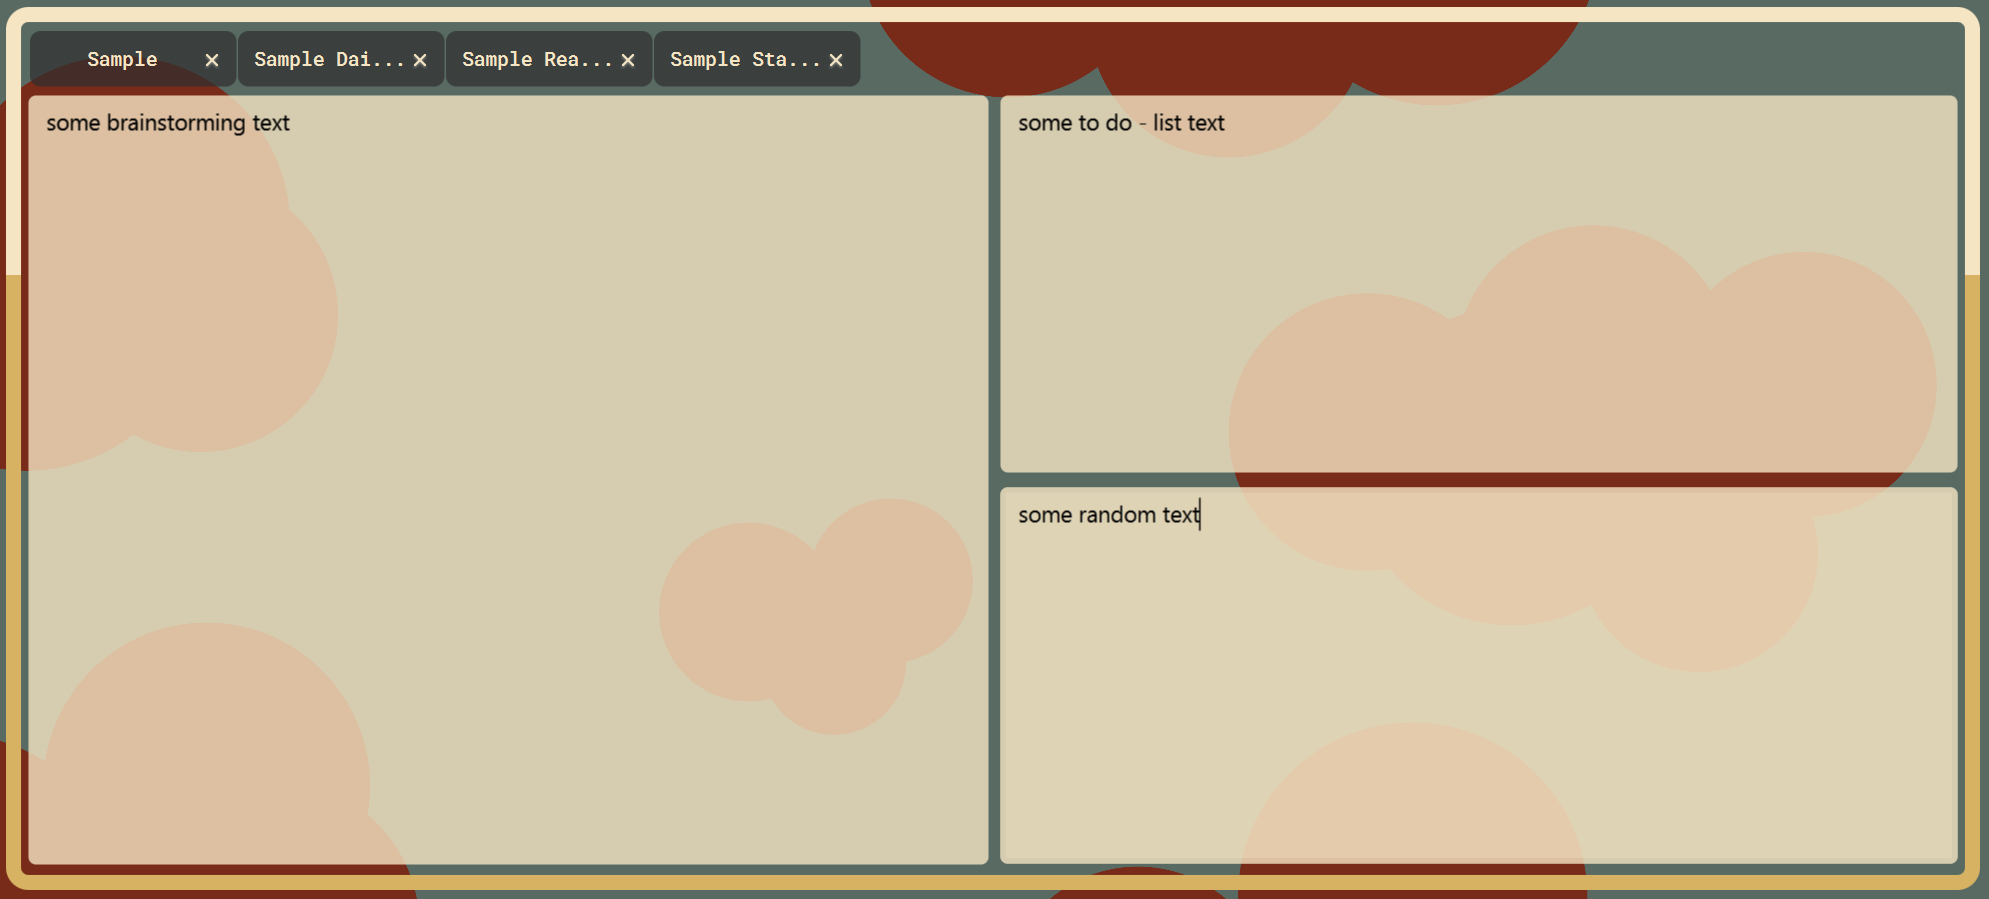 Sample × Sample Dai... × Sample Rea... × Sample Sta... ×
some brainstorming text
some to do - list text
some random text